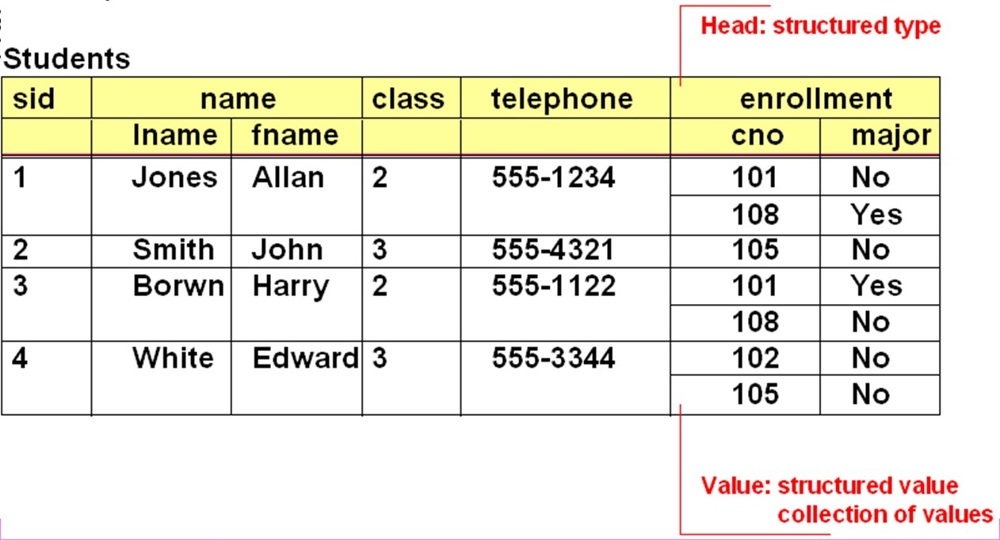 Head: structured type
Students
sid name class telephone enrollment
lname fname cno major
1 Jones Allan 2 555-1234 101 No
108 Yes
2 Smith John 3 555-4321 105 No
3 Borwn Harry 2 555-1122 101 Yes
108 No
4 White Edward 3 555-3344 102 No
105 No
Value: structured value
collection of values